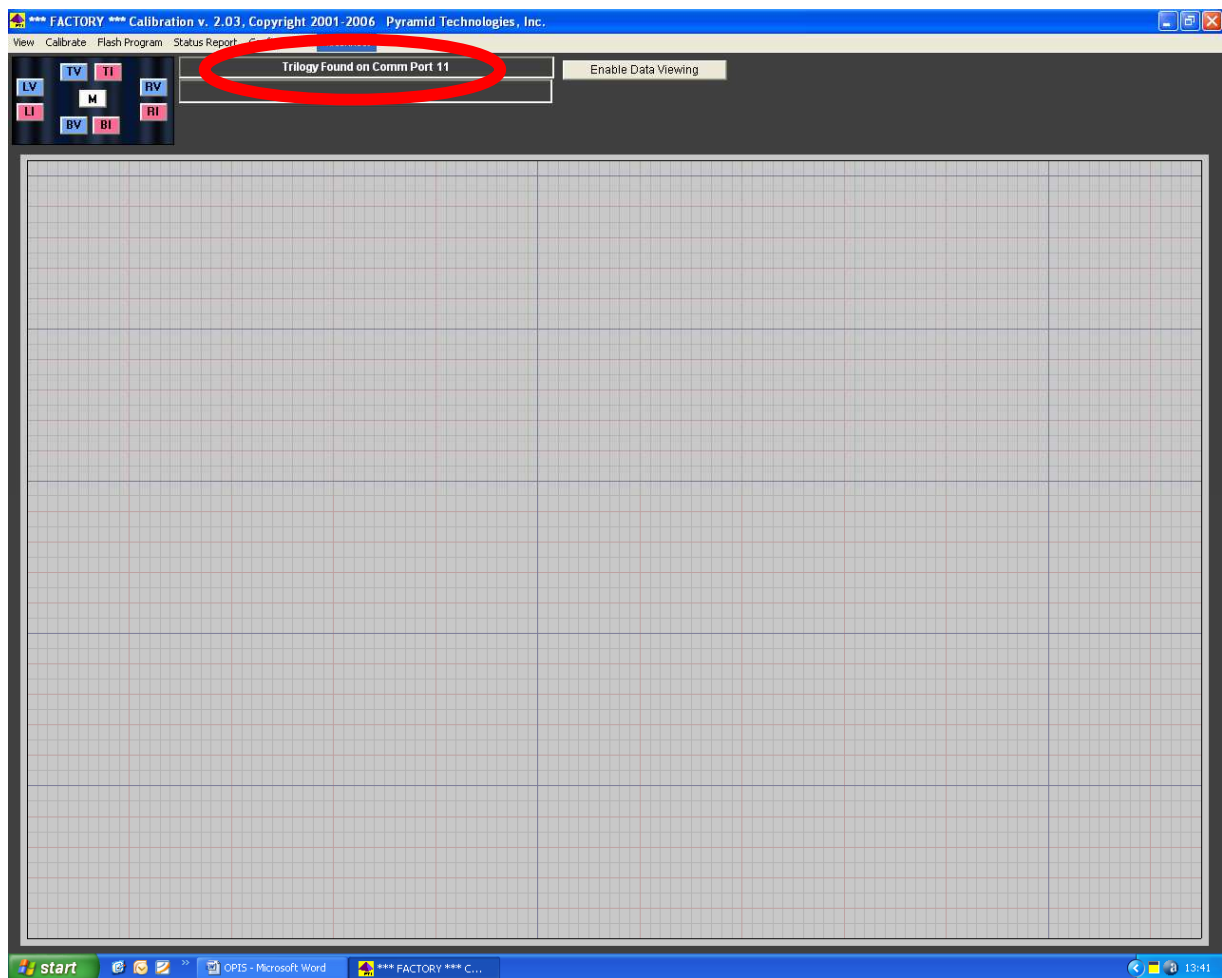 *** FACTORY *** Calibration v. 2.03, Copyright 2001-2006 Pyramid Technologies, Inc.
View Calibrate Flash Program Status Report
Trilogy Found on Comm Port 11
Enable Data Viewing
TV TI
LV RV
M
LI RI
BV BI
start
OPIS - Microsoft Word
*** FACTORY *** C...
13:41